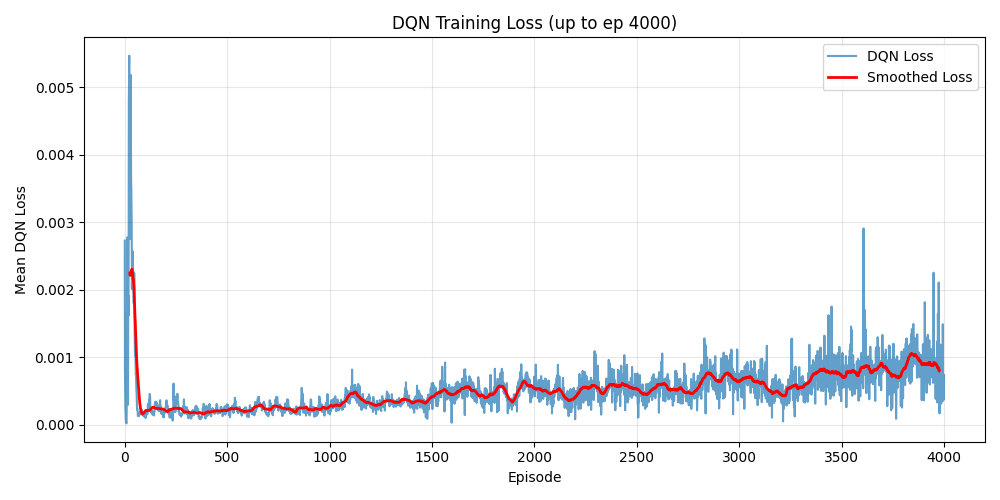 DQN Training Loss (up to ep 4000)
DQN Loss
Smoothed Loss
Mean DQN Loss
0.005
0.004
0.003
0.002
0.001
0.000
0 500 1000 1500 2000 2500 3000 3500 4000
Episode